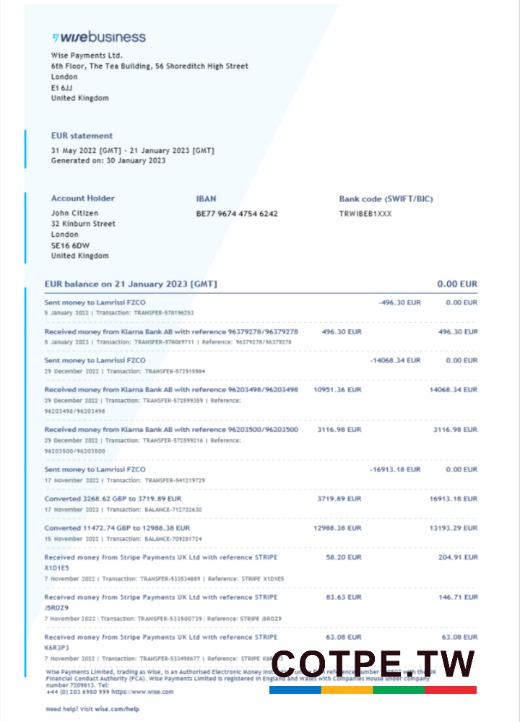 wise business
Wise Payments Ltd.
6th Floor, The Tea Building, 56 Shoreditch High Street
London
E1 6JJ
United Kingdom
EUR statement
31 May 2022 [GMT] - 21 January 2023 [GMT]
Generated on: 30 January 2023
Account Holder IBAN Bank code (SWIFT/BIC)
John Citizen BE77 9674 4754 6242 TRWIBEB1XXX
32 Kinburn Street
London
SE16 6DW
United Kingdom
EUR balance on 21 January 2023 [GMT] 0.00 EUR
Sent money to Lamrissi FZCO -496.30 EUR 0.00 EUR
5 January 2023 | Transaction: TRANSFER-578196253
Received money from Klarna Bank AB with reference 96379278/96379278 496.30 EUR 496.30 EUR
5 January 2023 | Transaction: TRANSFER-578069711 | Reference: 96379278/96379278
Sent money to Lamrissi FZCO -14068.34 EUR 0.00 EUR
29 December 2022 | Transaction: TRANSFER-572915984
Received money from Klarna Bank AB with reference 96203498/96203498 10951.36 EUR 14068.34 EUR
29 December 2022 | Transaction: TRANSFER-572599359 | Reference:
96203498/96203498
Received money from Klarna Bank AB with reference 96203500/96203500 3116.98 EUR 3116.98 EUR
29 December 2022 | Transaction: TRANSFER-572599216 | Reference:
96203500/96203500
Sent money to Lamrissi FZCO -16913.18 EUR 0.00 EUR
17 November 2022 | Transaction: TRANSFER-541219729
Converted 3268.62 GBP to 3719.89 EUR 3719.89 EUR 16913.18 EUR
17 November 2022 | Transaction: BALANCE-712722630
Converted 11472.74 GBP to 12988.38 EUR 12988.38 EUR 13193.29 EUR
15 November 2022 | Transaction: BALANCE-709281724
Received money from Stripe Payments UK Ltd with reference STRIPE 58.20 EUR 204.91 EUR
X1D1E5
7 November 2022 | Transaction: TRANSFER-533534889 | Reference: STRIPE X1D1E5
Received money from Stripe Payments UK Ltd with reference STRIPE 83.63 EUR 146.71 EUR
J5R0Z9
7 November 2022 | Transaction: TRANSFER-533500739 | Reference: STRIPE J5R0Z9
Received money from Stripe Payments UK Ltd with reference STRIPE 63.08 EUR 63.08 EUR
K6R3P3
7 November 2022 | Transaction: TRANSFER-533498677 | Reference: STRIPE
COTPE.TW
Wise Payments Limited, trading as Wise, is an Authorised Electronic Money reference number with the UK
Financial Conduct Authority (FCA). Wise Payments Limited is registered in England and Wales with Companies House under company
number 7209813. Tel:
+44 (0) 203 6950 999 https://www.wise.com
need help? Visit wise.com/help